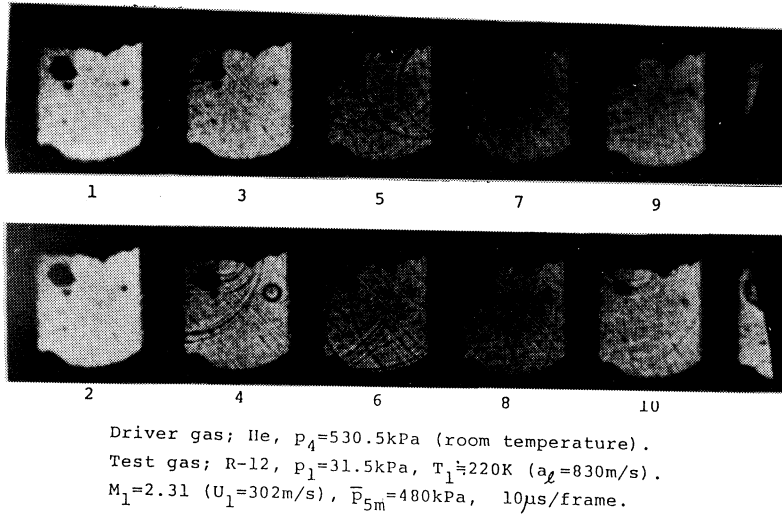 1 3 5 7 9
2 4 6 8 10
Driver gas; He, p₄=530.5kPa (room temperature).
Test gas; R-12, p₁=31.5kPa, T₁≒220K (aℓ=830m/s).
M₁=2.31 (U₁=302m/s), p̅₅ₘ=480kPa, 10μs/frame.